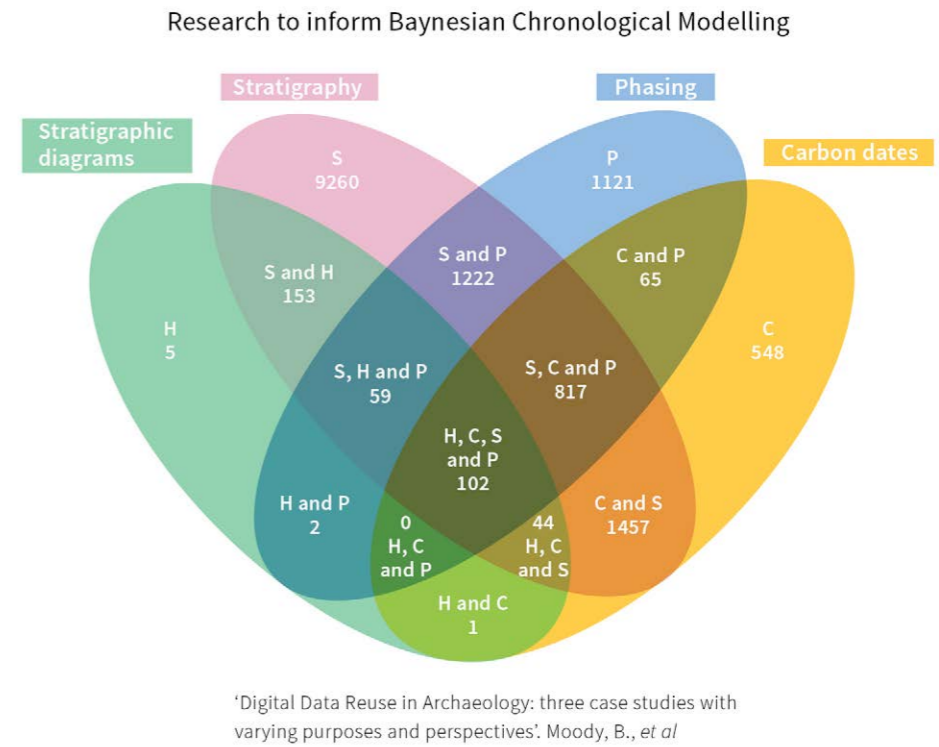 Research to inform Baynesian Chronological Modelling
Stratigraphy
Phasing
Stratigraphic
diagrams
Carbon dates
S
9260
P
1121
S and P
1222
C and P
65
S and H
153
H
5
C
548
S, H and P
59
S, C and P
817
H, C, S
and P
102
H and P
2
0
H, C
and P
44
H, C
and S
C and S
1457
H and C
1
‘Digital Data Reuse in Archaeology: three case studies with
varying purposes and perspectives’. Moody, B., et al